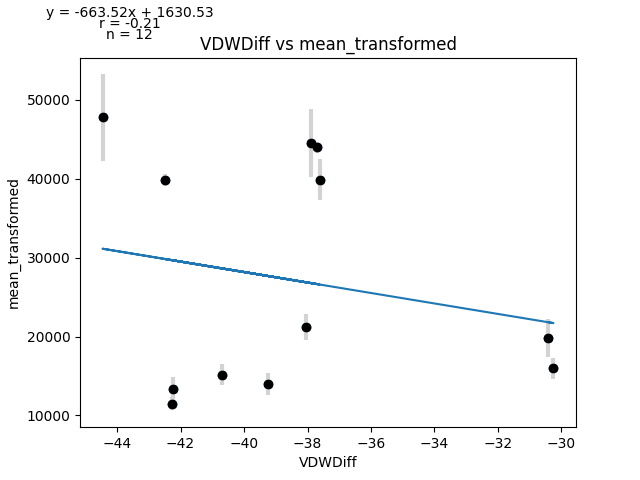 y = -663.52x + 1630.53
r = -0.21
n = 12
VDWDiff vs mean_transformed
50000
40000
30000
20000
10000
mean_transformed
−44
−42
−40
−38
−36
−34
−32
−30
VDWDiff